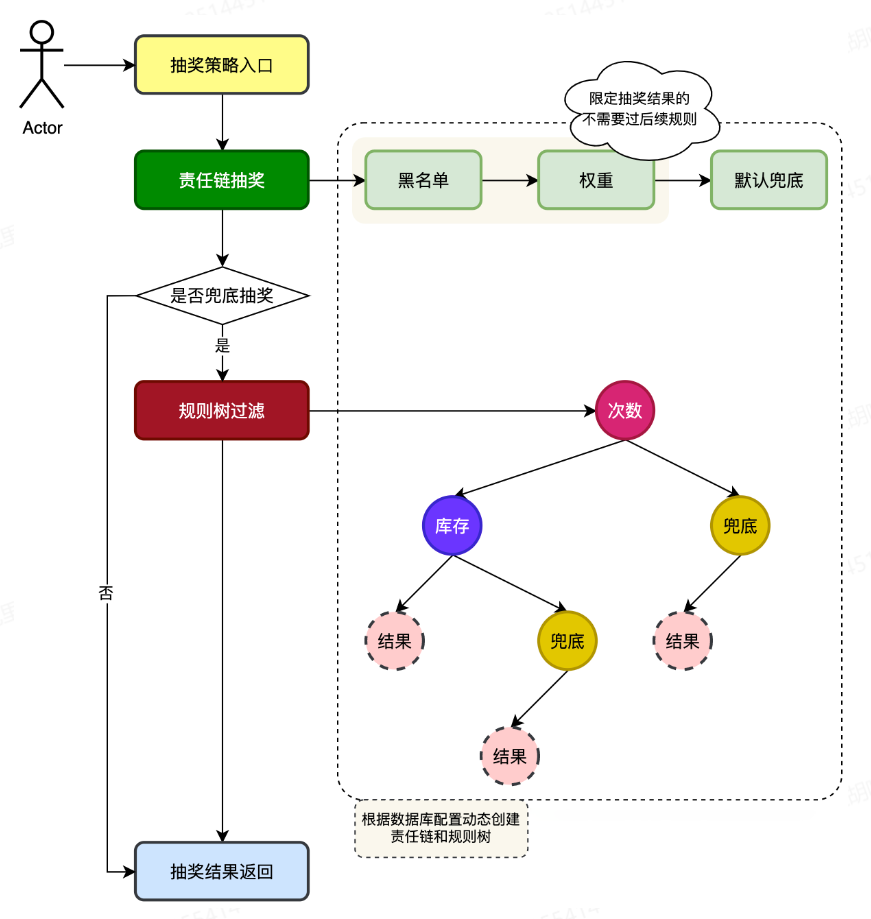 抽奖策略入口
Actor
限定抽奖结果的
不需要过后续规则
责任链抽奖
黑名单
权重
默认兜底
是否兜底抽奖
是
规则树过滤
次数
库存
兜底
否
结果
兜底
结果
结果
根据数据库配置动态创建
责任链和规则树
抽奖结果返回